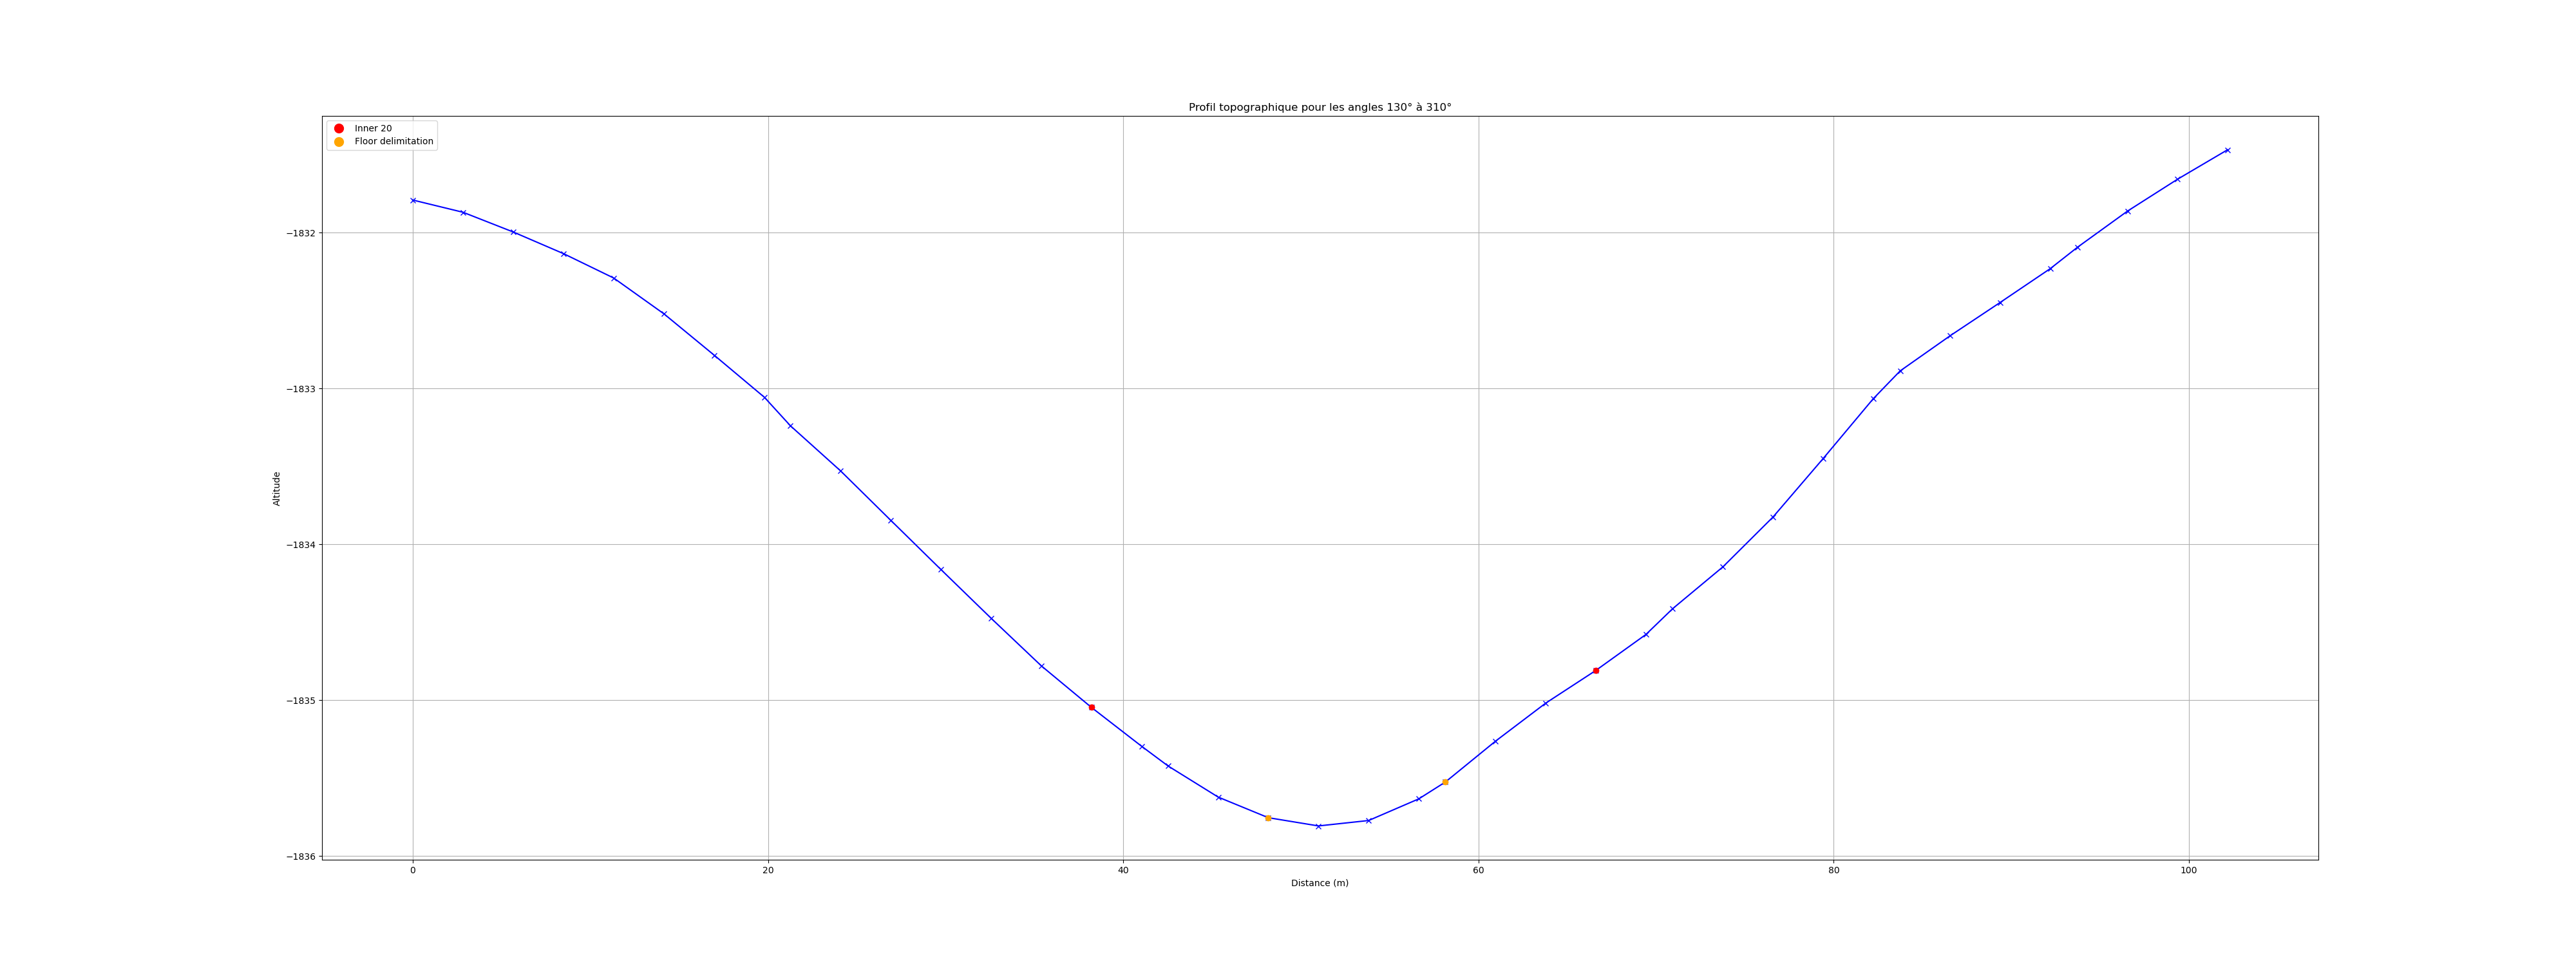 Profil topographique pour les angles 130° à 310°
Inner 20
Floor delimitation
Altitude
−1832
−1833
−1834
−1835
−1836
0 20 40 60 80 100
Distance (m)